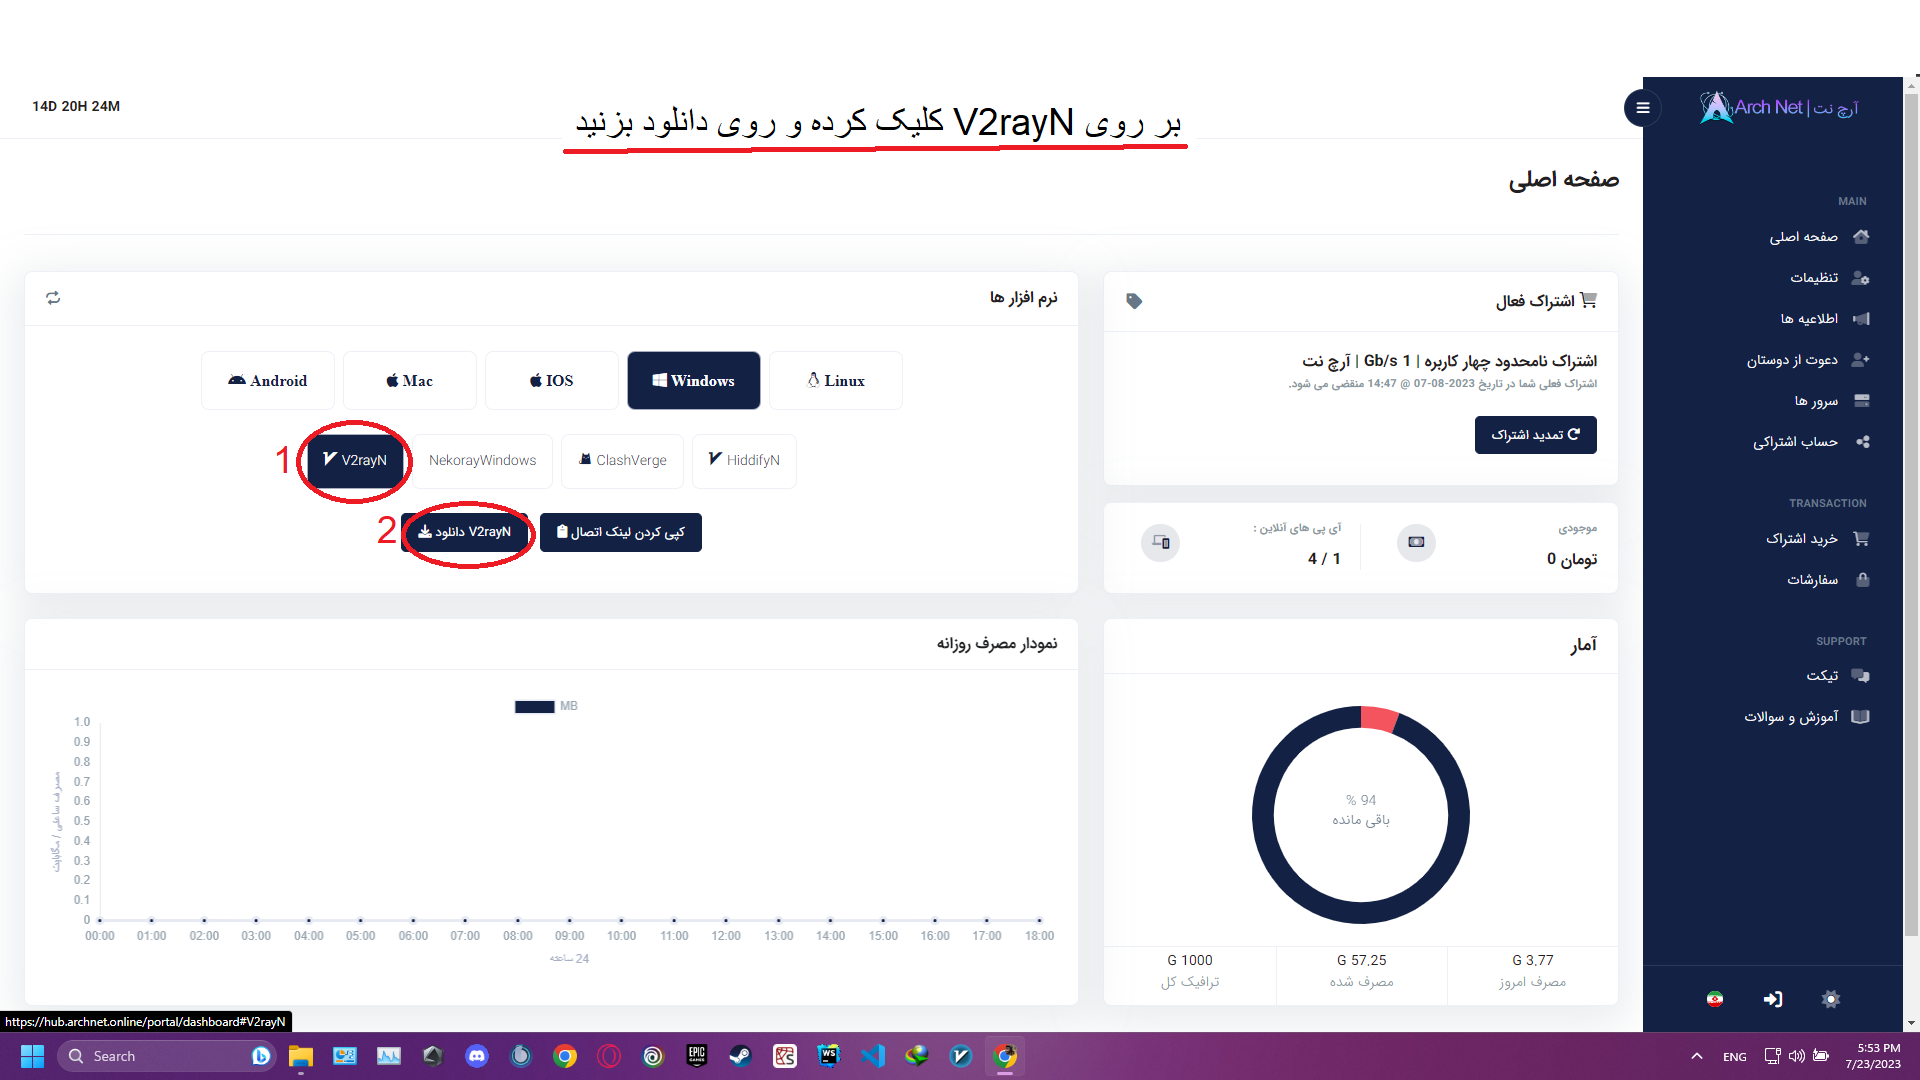 14D 20H 24M
بر روی V2rayN کلیک کرده و روی دانلود بزنید
Arch Net | آرچ نت
صفحه اصلی
MAIN
صفحه اصلی
تنظیمات
اطلاعیه ها
دعوت از دوستان
سرور ها
حساب اشتراکی
TRANSACTION
خرید اشتراک
سفارشات
SUPPORT
تیکت
آموزش و سوالات
اشتراک فعال
اشتراک نامحدود چهار کاربره | 1 Gb/s | آرچ نت
اشتراک فعلی شما در تاریخ 2023-08-07 @ 14:47 منقضی می شود.
تمدید اشتراک
موجودی
0 تومان
آی پی های آنلاین :
4 / 1
نرم افزار ها
Android
Mac
IOS
Windows
Linux
1
V2rayN
NekorayWindows
ClashVerge
HiddifyN
2
دانلود V2rayN
کپی کردن لینک اتصال
نمودار مصرف روزانه
MB
1.0
0.9
0.8
0.7
0.6
0.5
0.4
0.3
0.2
0.1
0
مصرف ساعتی / مگابایت
00:00 01:00 02:00 03:00 04:00 05:00 06:00 07:00 08:00 09:00 10:00 11:00 12:00 13:00 14:00 15:00 16:00 17:00 18:00
24 ساعته
آمار
94 %
باقی مانده
3.77 G
مصرف امروز
57.25 G
مصرف شده
1000 G
ترافیک کل
https://hub.archnet.online/portal/dashboard#V2rayN
Search
EPIC GAMES
WS
ENG
5:53 PM
7/23/2023